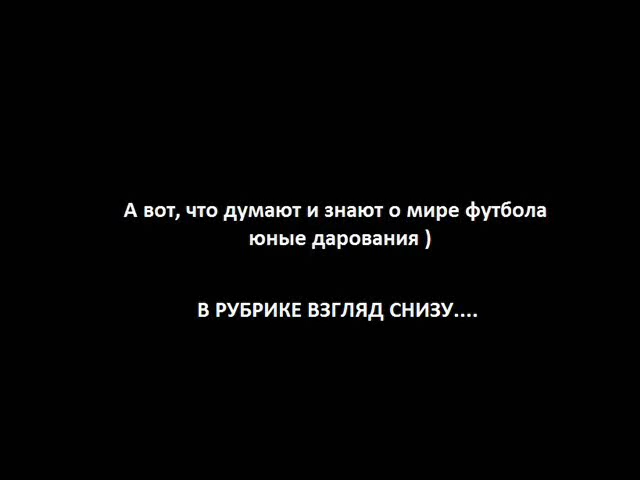 А вот, что думают и знают о мире футбола
юные дарования )
В РУБРИКЕ ВЗГЛЯД СНИЗУ....